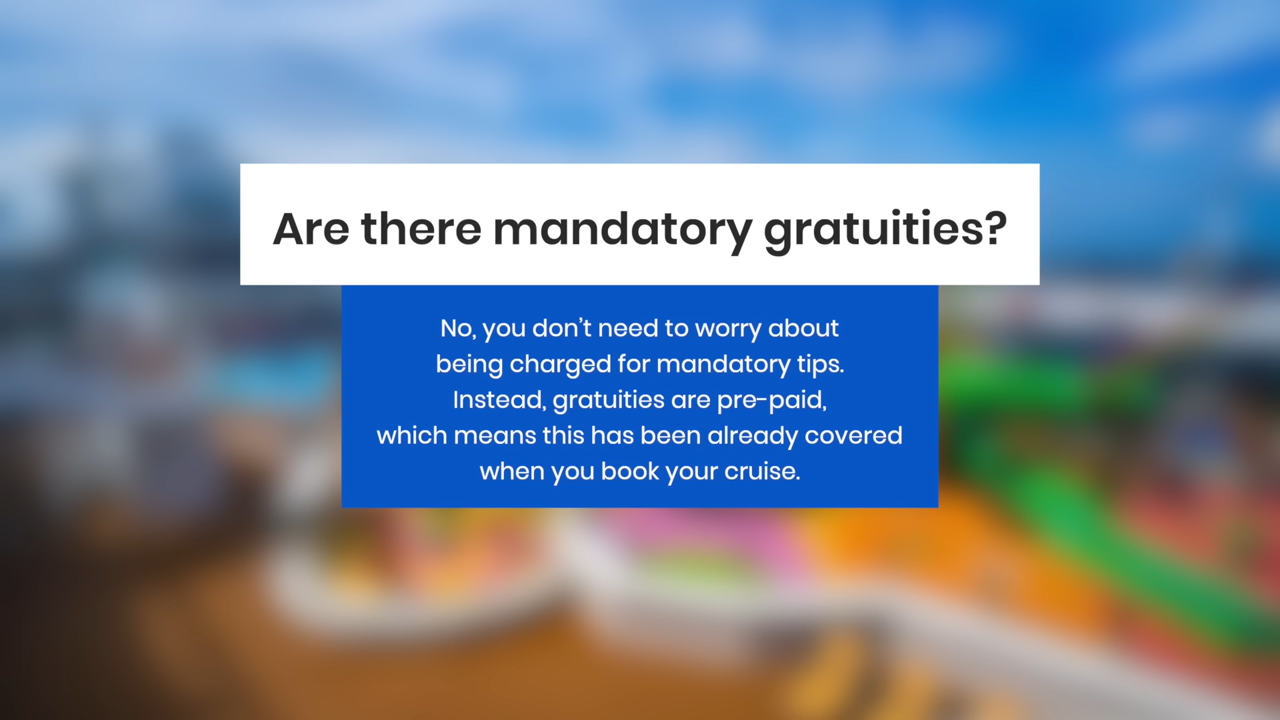 Are there mandatory gratuities?
No, you don’t need to worry about
being charged for mandatory tips.
Instead, gratuities are pre-paid,
which means this has been already covered
when you book your cruise.